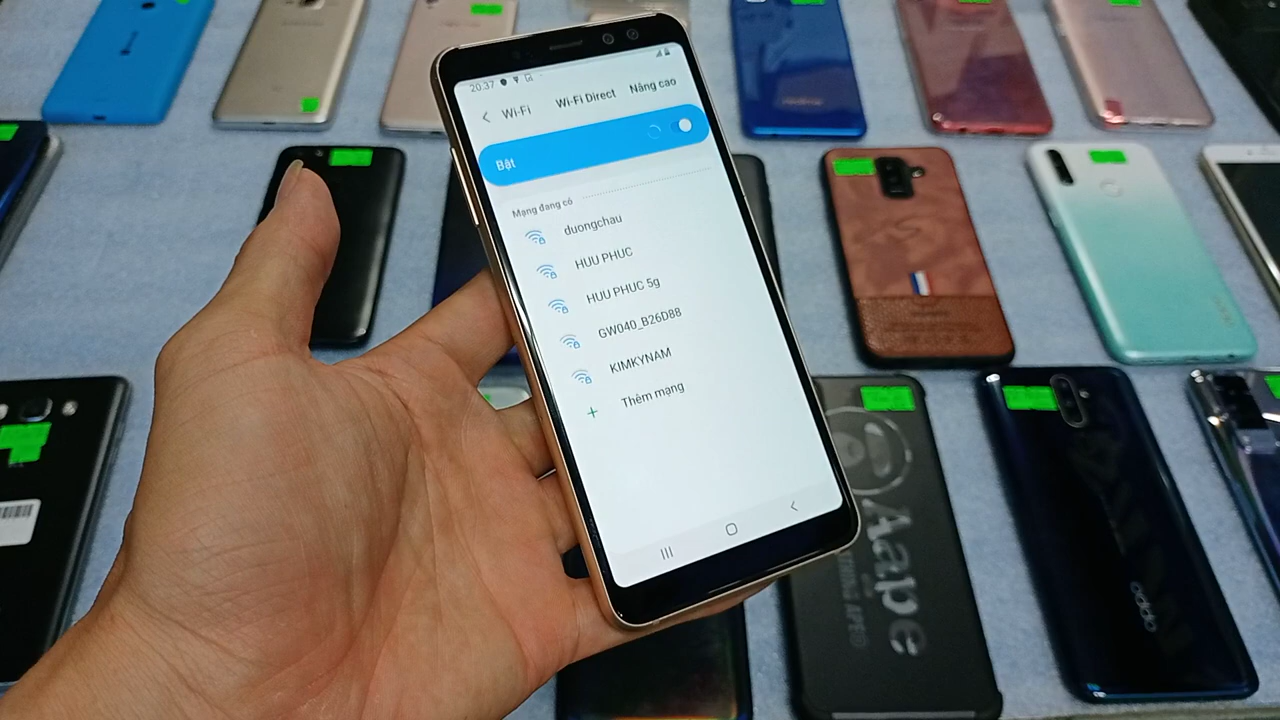 20:37
Wi-Fi
Wi-Fi Direct
Nâng cao
Bật
Mạng đang có
duongchau
HUU PHUC
HUU PHUC 5g
GW040_B26D88
KIMKYNAM
Thêm mạng
Aape
oppo